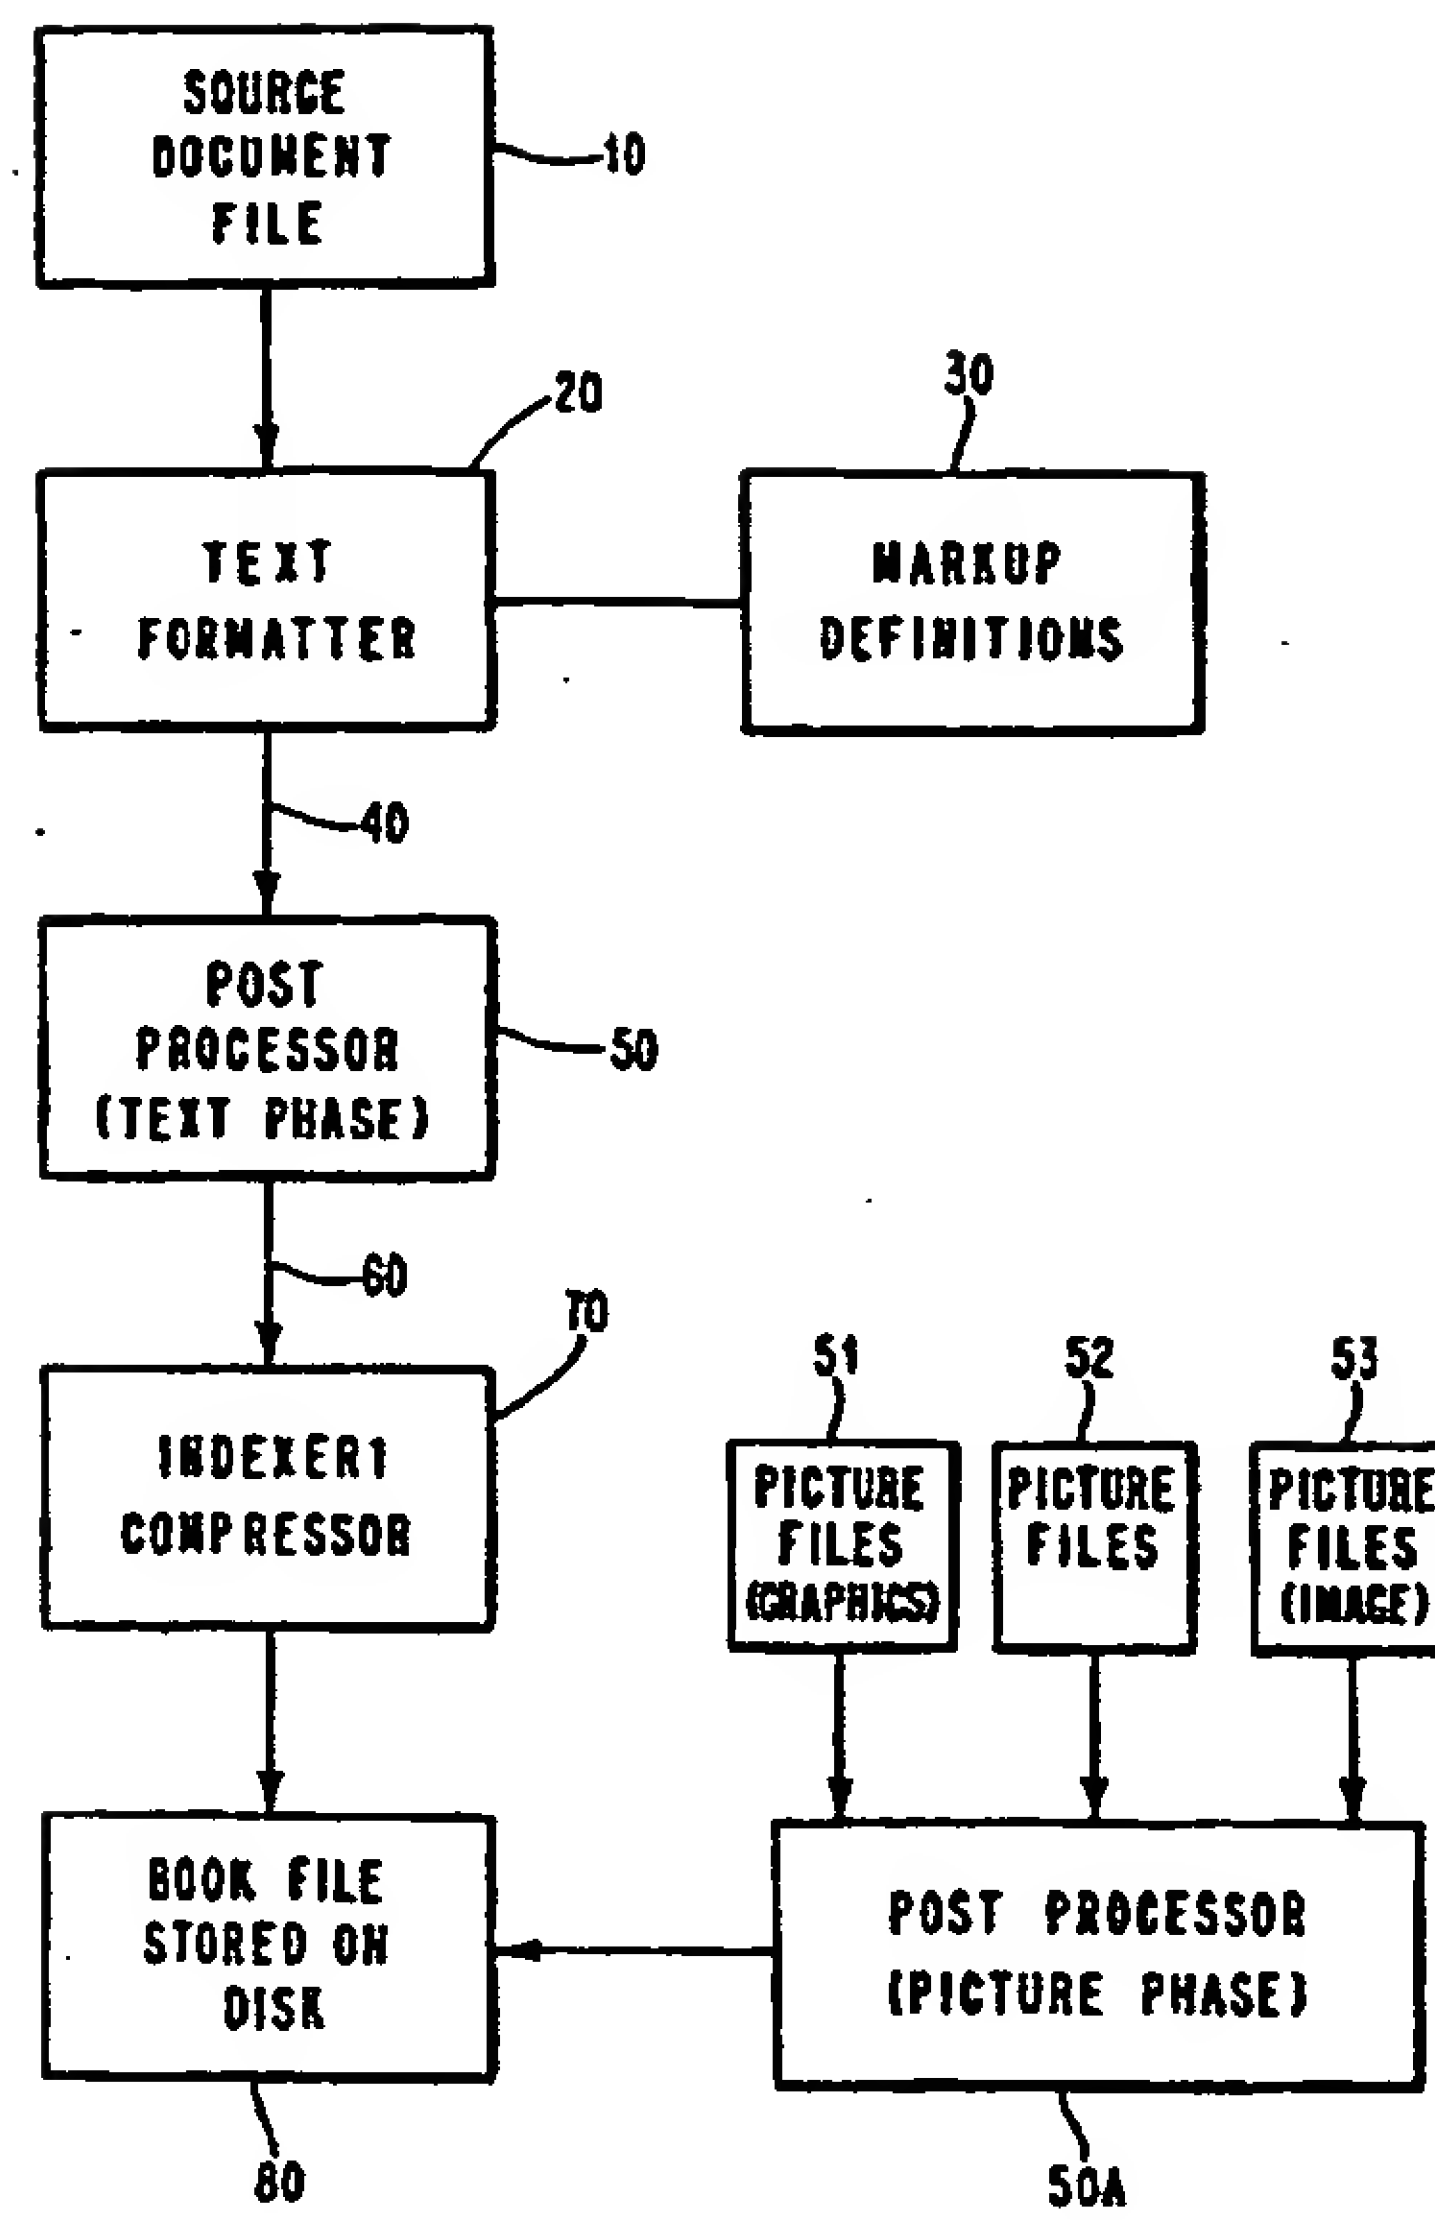 SOURCE
DOCUMENT
FILE
10
20
30
TEXT
FORMATTER
MARKUP
DEFINITIONS
40
POST
PROCESSOR
(TEXT PHASE)
50
60
70
INDEXER1
COMPRESSOR
51
52
53
PICTURE
FILES
(GRAPHICS)
PICTURE
FILES
PICTURE
FILES
(IMAGE)
BOOK FILE
STORED ON
DISK
POST PROCESSOR
(PICTURE PHASE)
80
50A